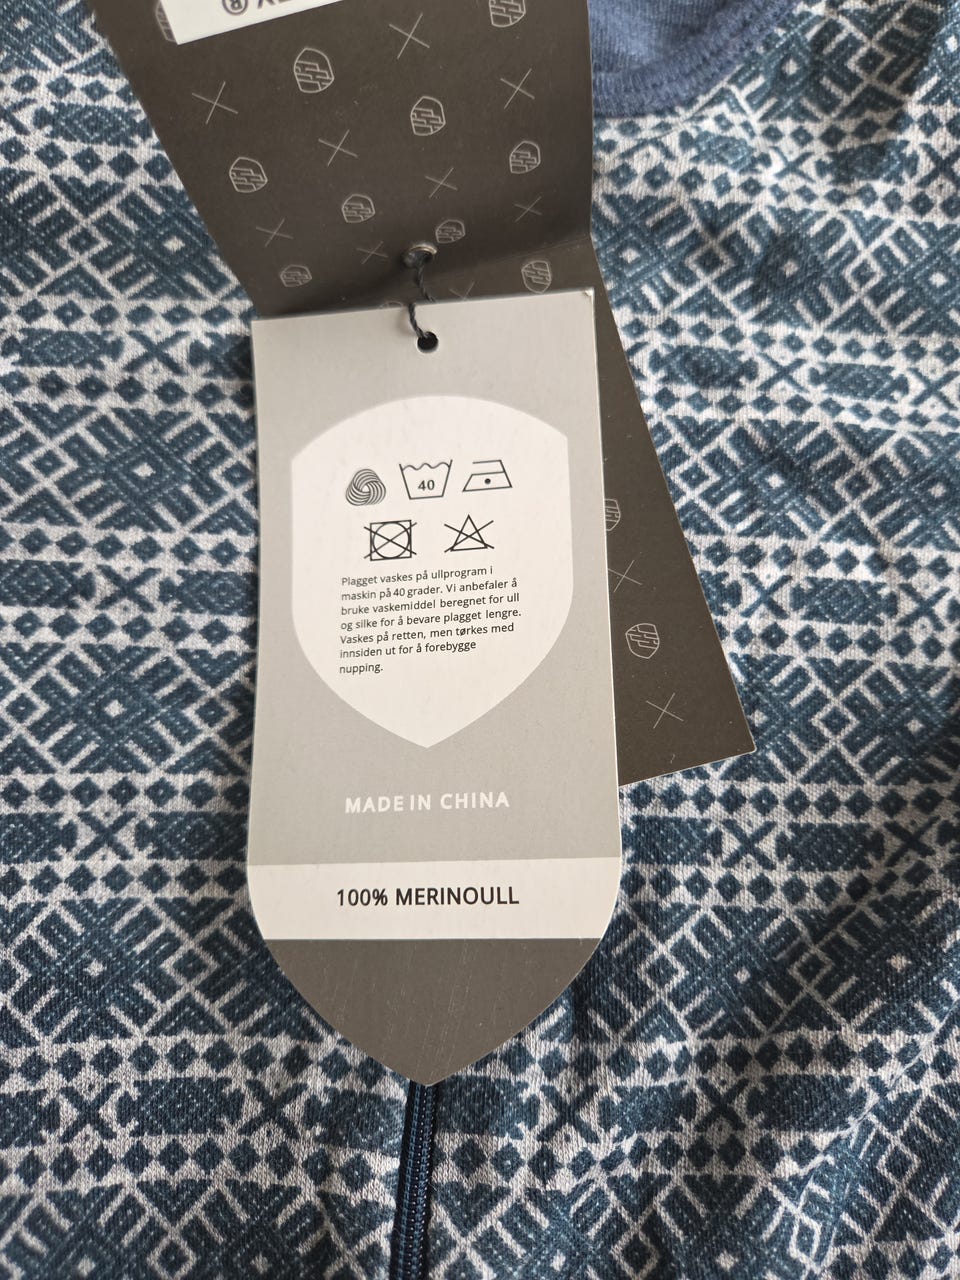 ®
40
Plagget vaskes på ullprogram i
maskin på 40 grader. Vi anbefaler å
bruke vaskemiddel beregnet for ull
og silke for å bevare plagget lengre.
Vaskes på retten, men tørkes med
innsiden ut for å forebygge
nupping.
MADE IN CHINA
100% MERINOULL